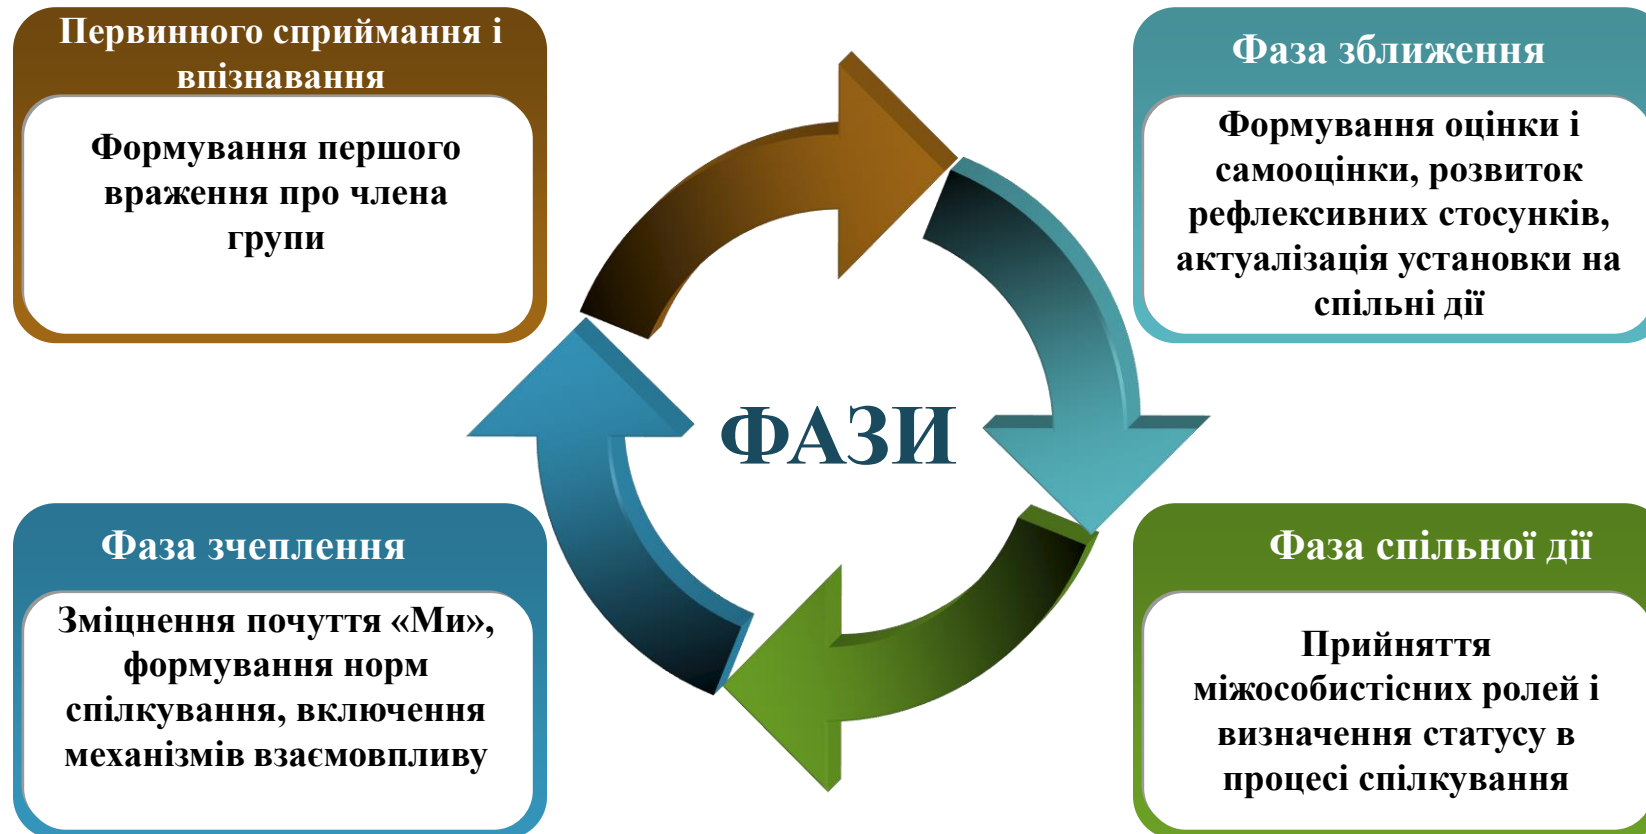 Первинного сприймання і
впізнавання
Формування першого
враження про члена
групи
Фаза зближення
Формування оцінки і
самооцінки, розвиток
рефлексивних стосунків,
актуалізація установки на
спільні дії
ФАЗИ
Фаза зчеплення
Зміцнення почуття «Ми»,
формування норм
спілкування, включення
механізмів взаємовпливу
Фаза спільної дії
Прийняття
міжособистісних ролей і
визначення статусу в
процесі спілкування